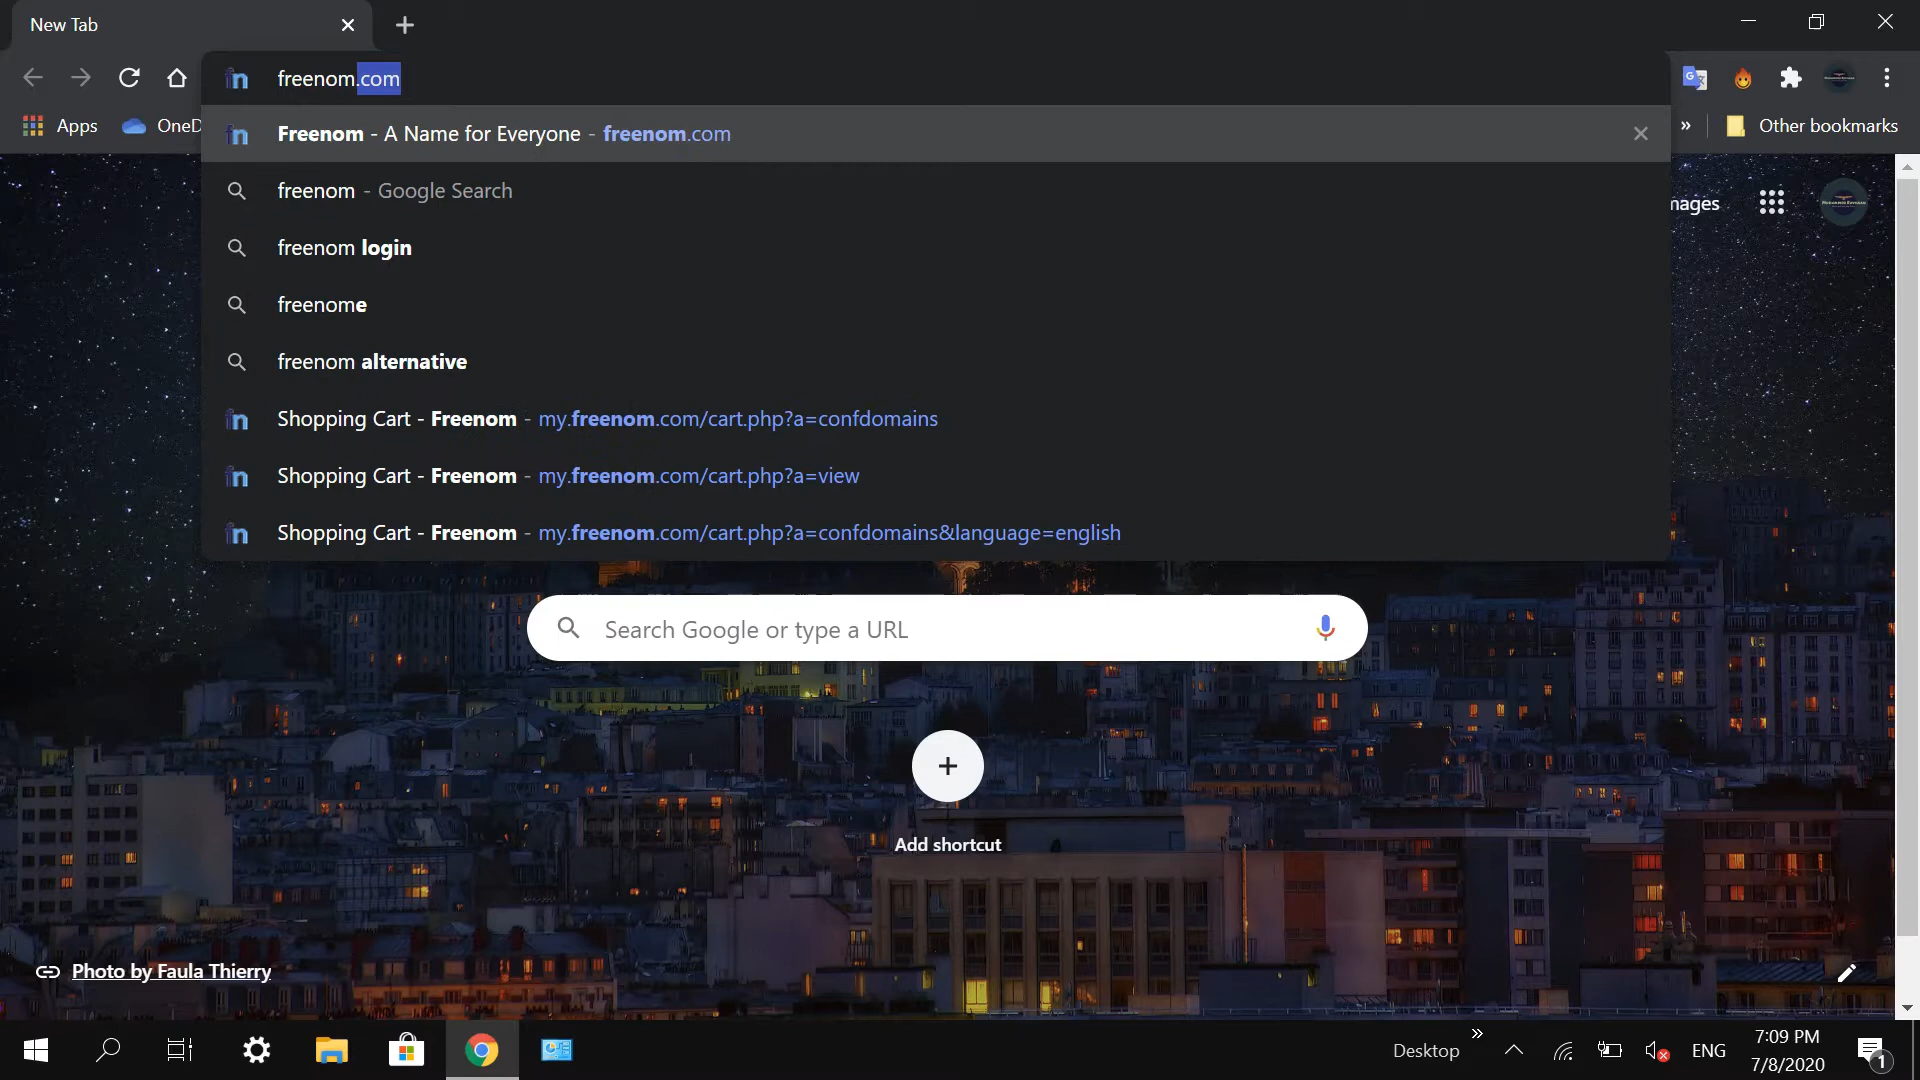 New Tab
freenom.com
Apps
OneD
Other bookmarks
Freenom - A Name for Everyone - freenom.com
freenom - Google Search
mages
freenom login
freenome
freenom alternative
Shopping Cart - Freenom - my.freenom.com/cart.php?a=confdomains
Shopping Cart - Freenom - my.freenom.com/cart.php?a=view
Shopping Cart - Freenom - my.freenom.com/cart.php?a=confdomains&language=english
Search Google or type a URL
Add shortcut
Photo by Faula Thierry
Desktop
ENG
7:09 PM
7/8/2020
1